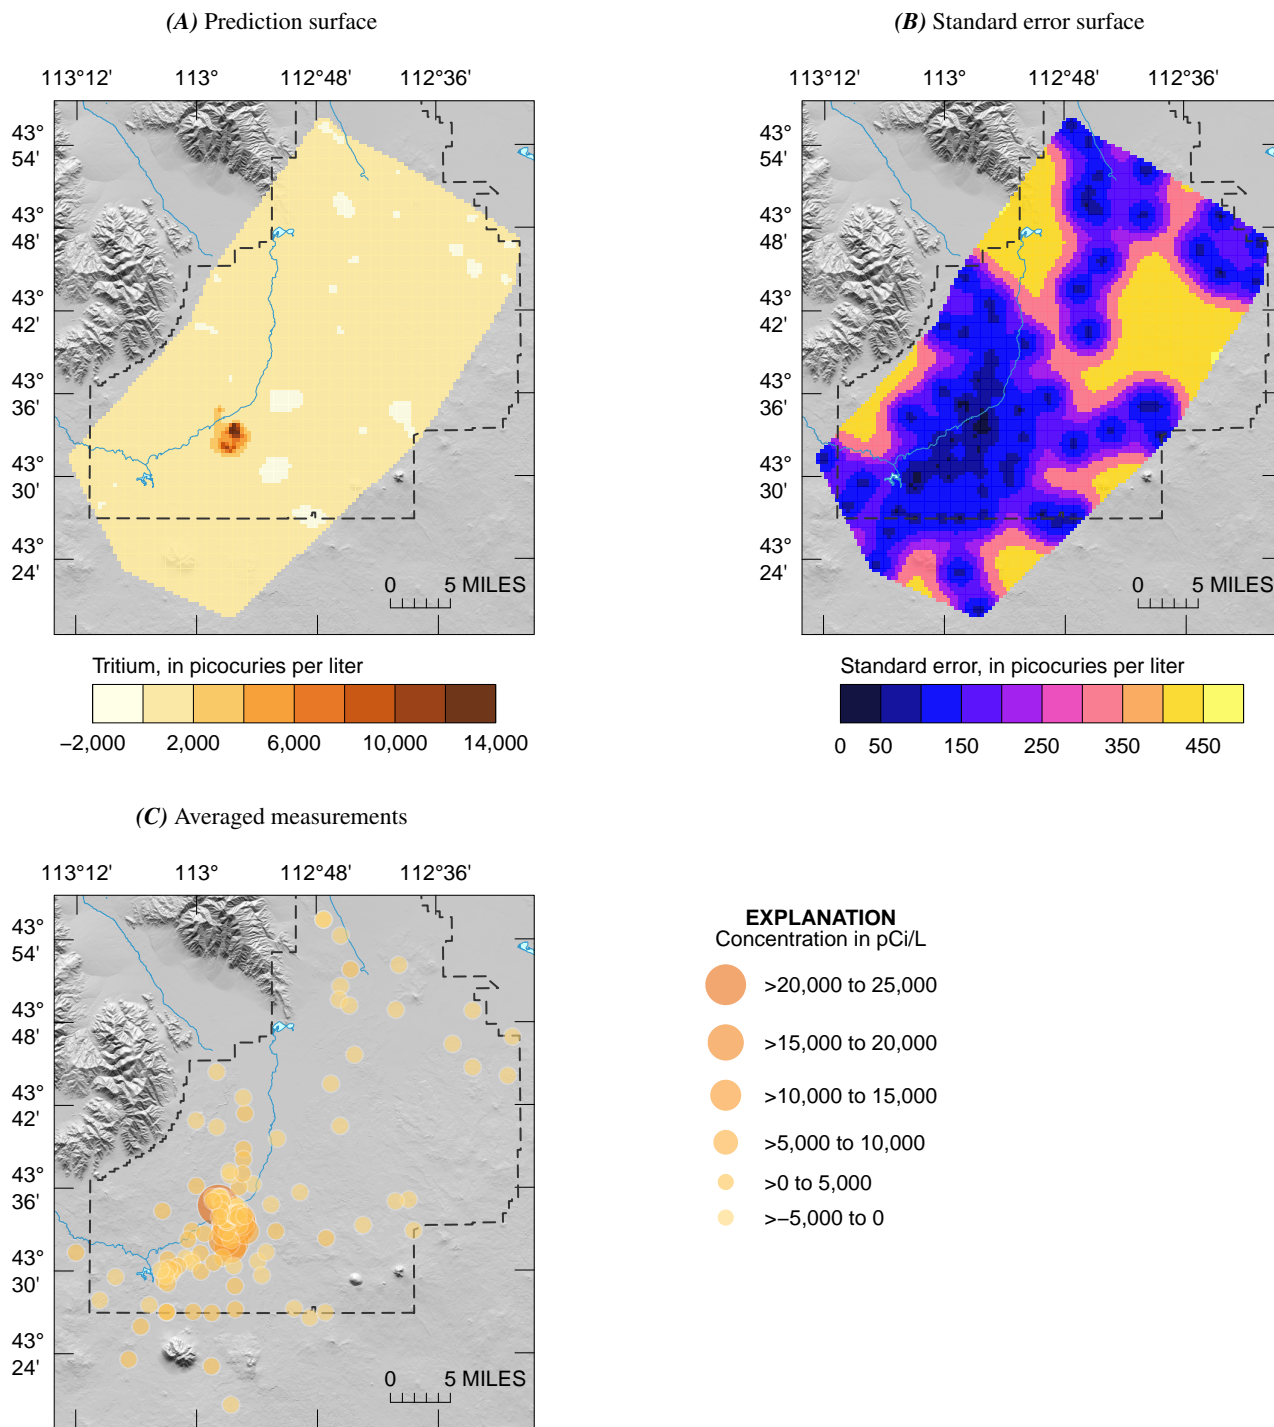 (A) Prediction surface
113°12' 113° 112°48' 112°36'
43°
54'
43°
48'
43°
42'
43°
36'
43°
30'
43°
24'
0 5 MILES
Tritium, in picocuries per liter
−2,000 2,000 6,000 10,000 14,000
(B) Standard error surface
113°12' 113° 112°48' 112°36'
43°
54'
43°
48'
43°
42'
43°
36'
43°
30'
43°
24'
0 5 MILES
Standard error, in picocuries per liter
0 50 150 250 350 450
(C) Averaged measurements
113°12' 113° 112°48' 112°36'
43°
54'
43°
48'
43°
42'
43°
36'
43°
30'
43°
24'
0 5 MILES
EXPLANATION
Concentration in pCi/L
>20,000 to 25,000
>15,000 to 20,000
>10,000 to 15,000
>5,000 to 10,000
>0 to 5,000
>−5,000 to 0